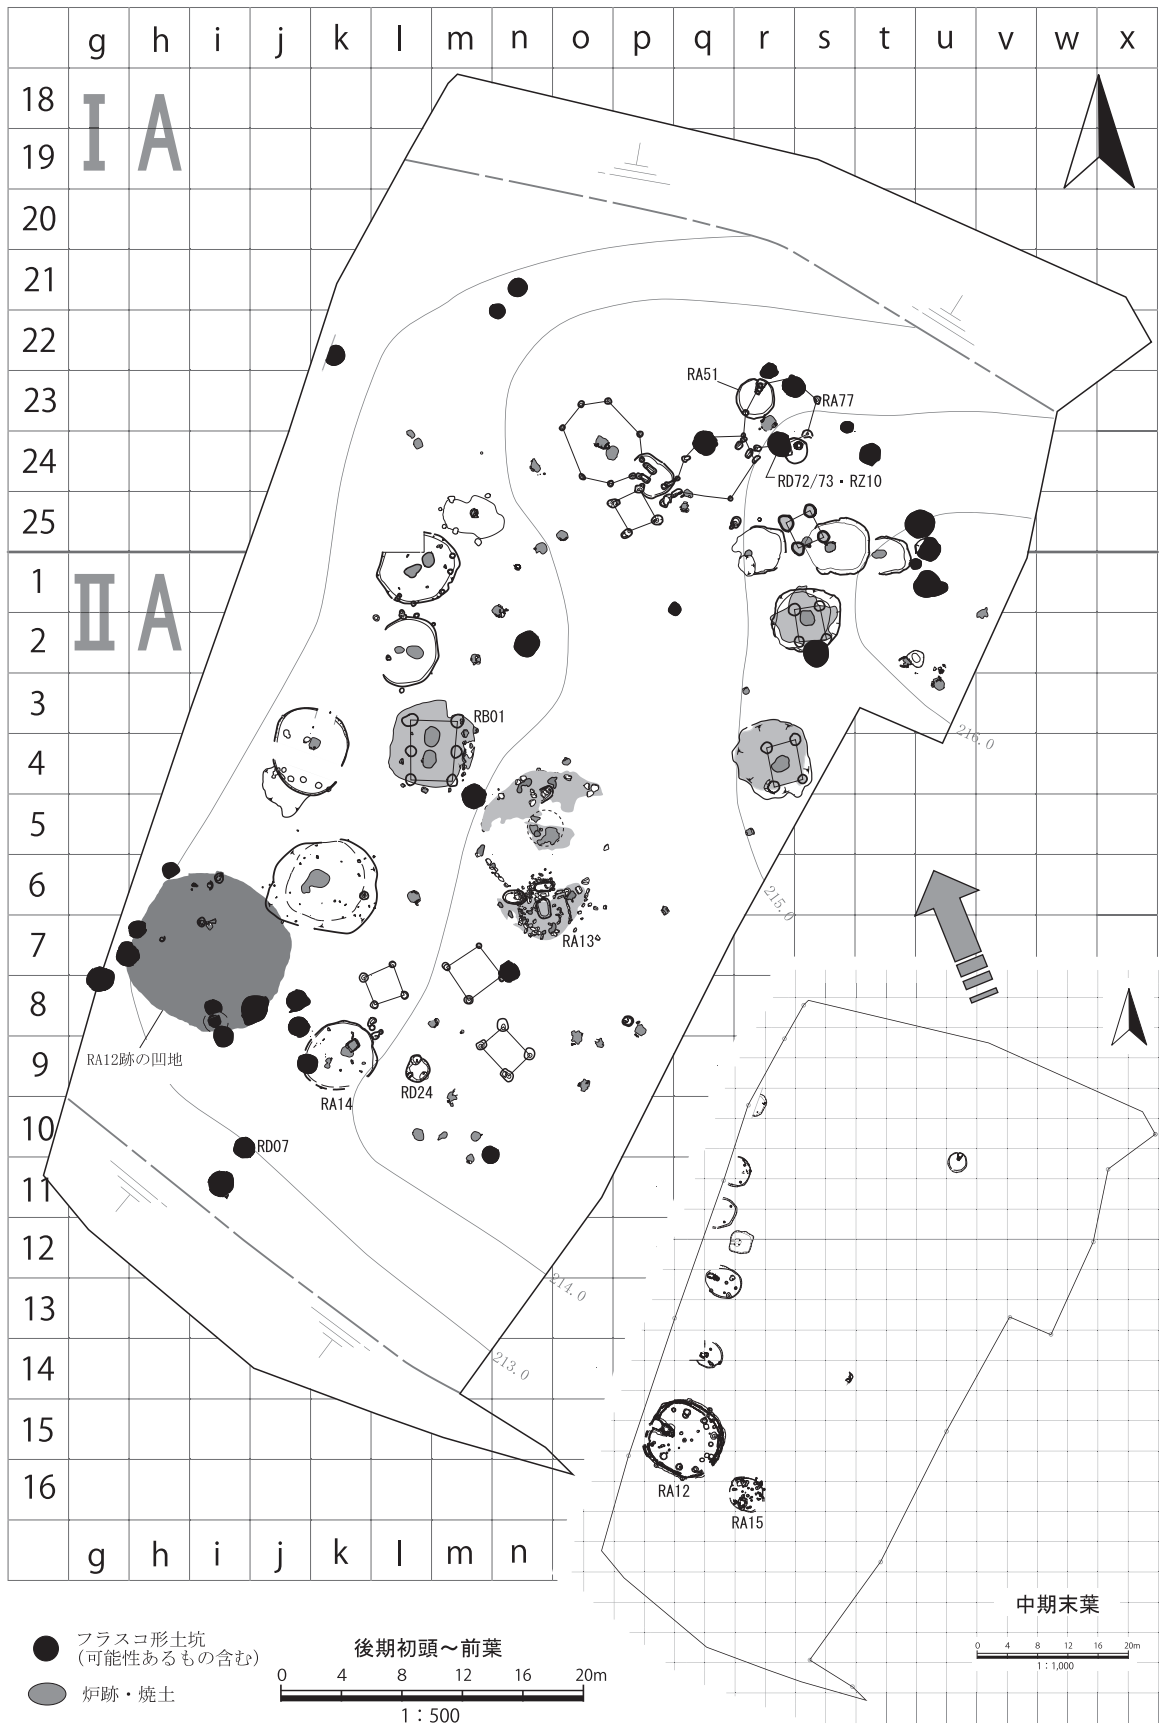 g h i j k l m n o p q r s t u v w x
18
19
20
21
22
23
24
25
1
2
3
4
5
6
7
8
9
10
11
12
13
14
15
16
Ⅰ A
Ⅱ A
RA51
RA77
RD72/73・RZ10
RB01
216.0
215.0
RA13
RA12跡の凹地
RA14
RD24
RD07
214.0
213.0
g h i j k l m n
RA12
RA15
中期末葉
0 4 8 12 16 20m
1:1,000
フラスコ形土坑
(可能性あるもの含む)
炉跡・焼土
後期初頭～前葉
0 4 8 12 16 20m
1:500